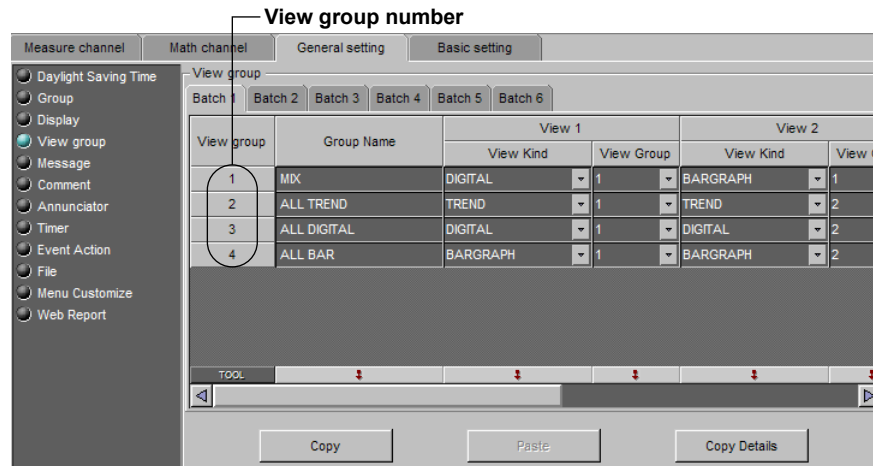 View group number
Measure channel Math channel General setting Basic setting
Daylight Saving Time
Group
Display
View group
Message
Comment
Annunciator
Timer
Event Action
File
Menu Customize
Web Report
View group
Batch 1 Batch 2 Batch 3 Batch 4 Batch 5 Batch 6
View group Group Name View 1 View 2
View Kind View Group View Kind View
1 MIX DIGITAL 1 BARGRAPH 1
2 ALL TREND TREND 1 TREND 2
3 ALL DIGITAL DIGITAL 1 DIGITAL 2
4 ALL BAR BARGRAPH 1 BARGRAPH 2
TOOL
Copy Paste Copy Details